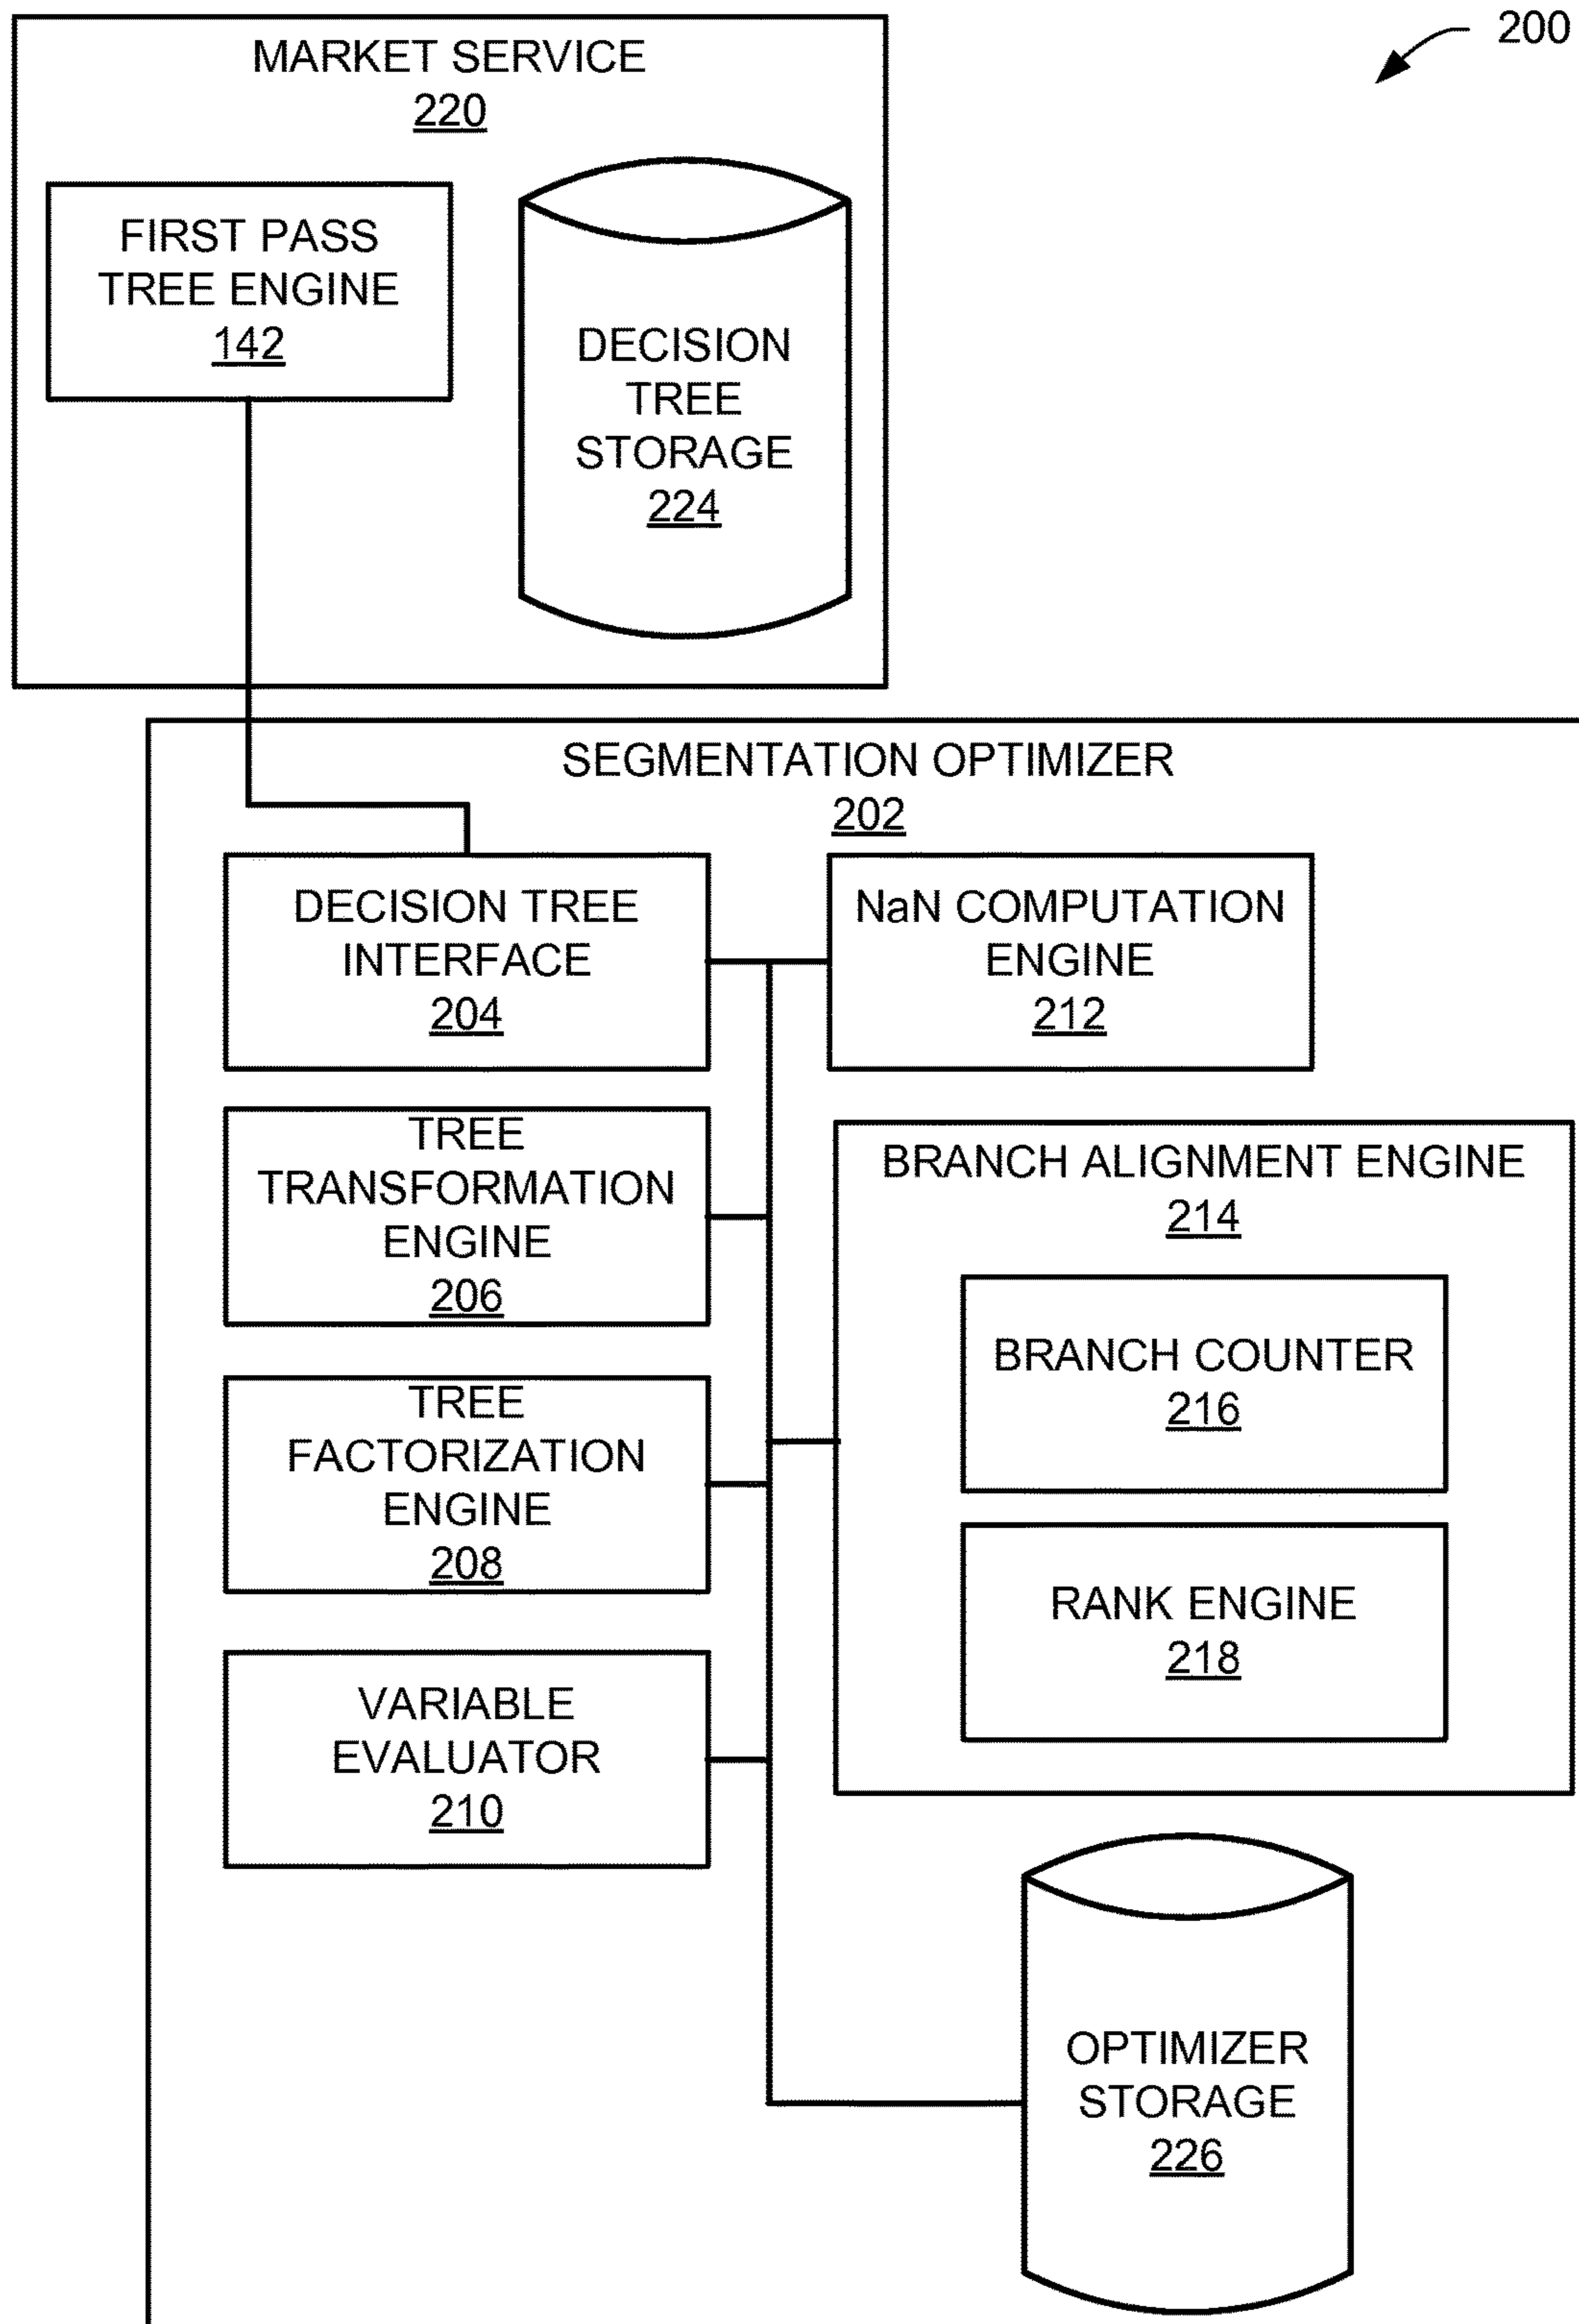 200
MARKET SERVICE
220
FIRST PASS
TREE ENGINE
142
DECISION
TREE
STORAGE
224
SEGMENTATION OPTIMIZER
202
DECISION TREE
INTERFACE
204
NaN COMPUTATION
ENGINE
212
TREE
TRANSFORMATION
ENGINE
206
BRANCH ALIGNMENT ENGINE
214
BRANCH COUNTER
216
TREE
FACTORIZATION
ENGINE
208
RANK ENGINE
218
VARIABLE
EVALUATOR
210
OPTIMIZER
STORAGE
226